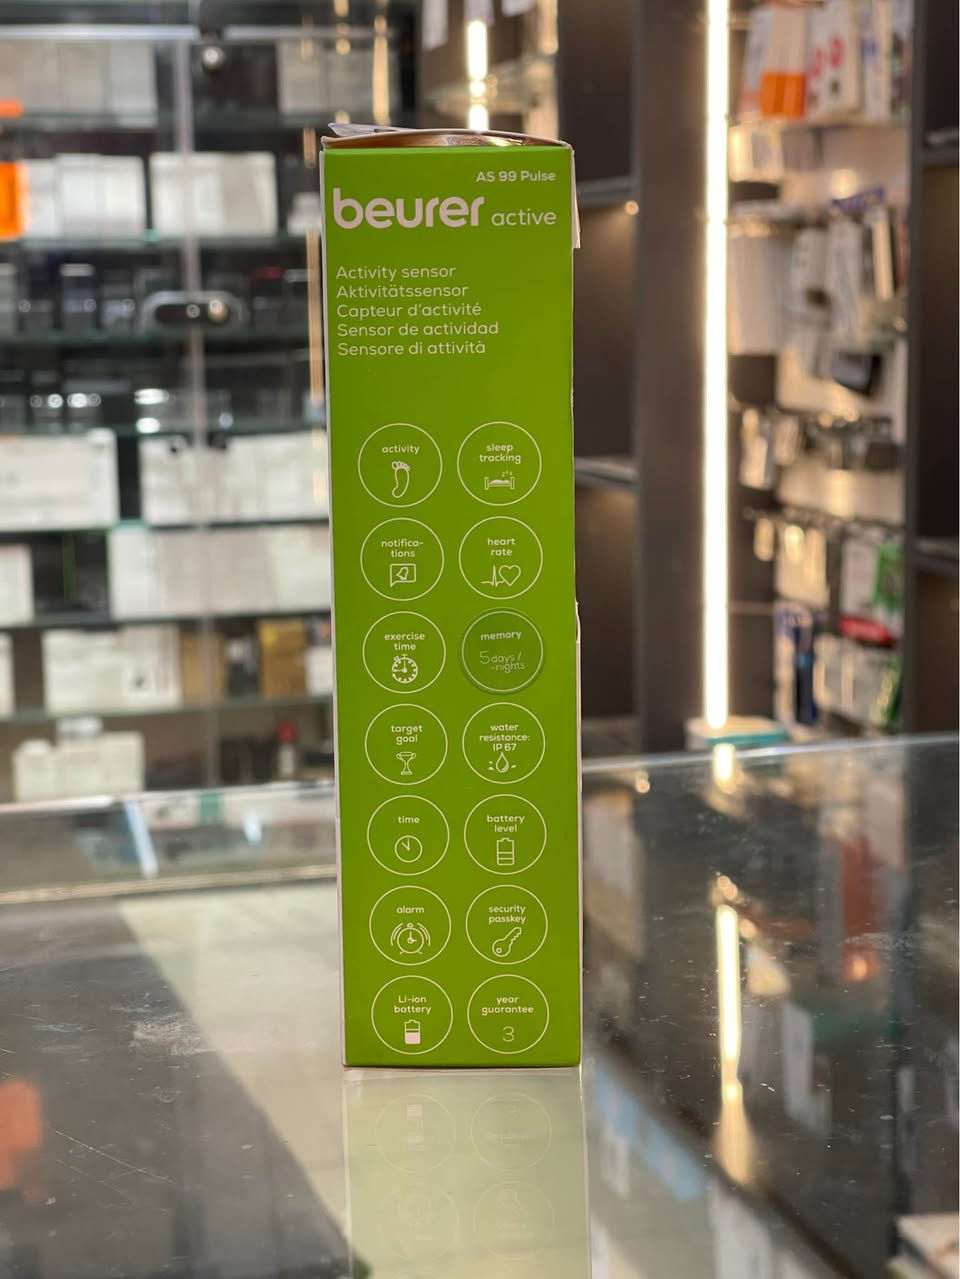 AS 99 Pulse
beurer active
Activity sensor
Aktivitätssensor
Capteur d'activité
Sensor de actividad
Sensore di attività
activity
sleep
tracking
notifica-
tions
heart
rate
exercise
time
memory
5 days /
-nights
target
goal
water
resistance:
IP 67
time
battery
level
alarm
security
passkey
Li-ion
battery
year
guarantee
3